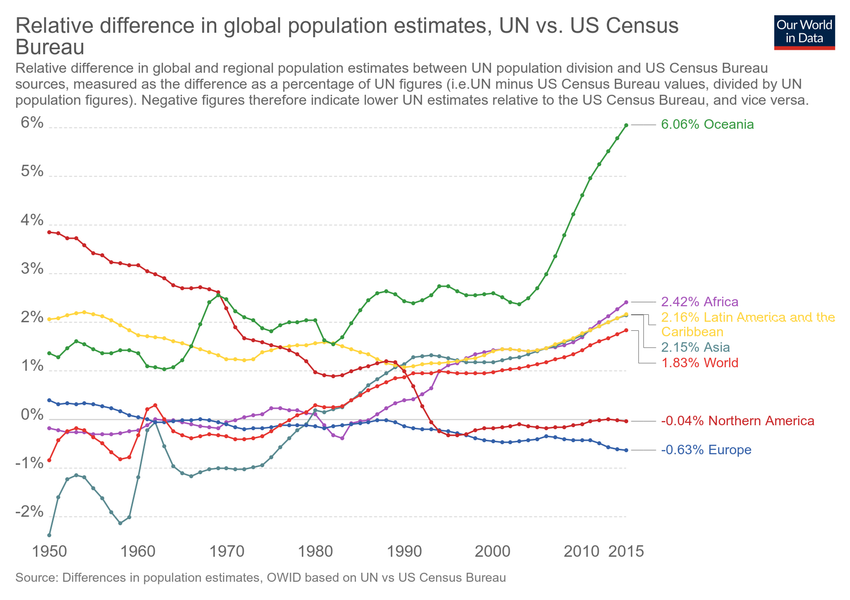 Relative difference in global population estimates, UN vs. US Census
Bureau
Our World
in Data
Relative difference in global and regional population estimates between UN population division and US Census Bureau
sources, measured as the difference as a percentage of UN figures (i.e.UN minus US Census Bureau values, divided by UN
population figures). Negative figures therefore indicate lower UN estimates relative to the US Census Bureau, and vice versa.
6%
5%
4%
3%
2%
1%
0%
-1%
-2%
6.06% Oceania
2.42% Africa
2.16% Latin America and the
Caribbean
2.15% Asia
1.83% World
-0.04% Northern America
-0.63% Europe
1950 1960 1970 1980 1990 2000 2010 2015
Source: Differences in population estimates, OWID based on UN vs US Census Bureau